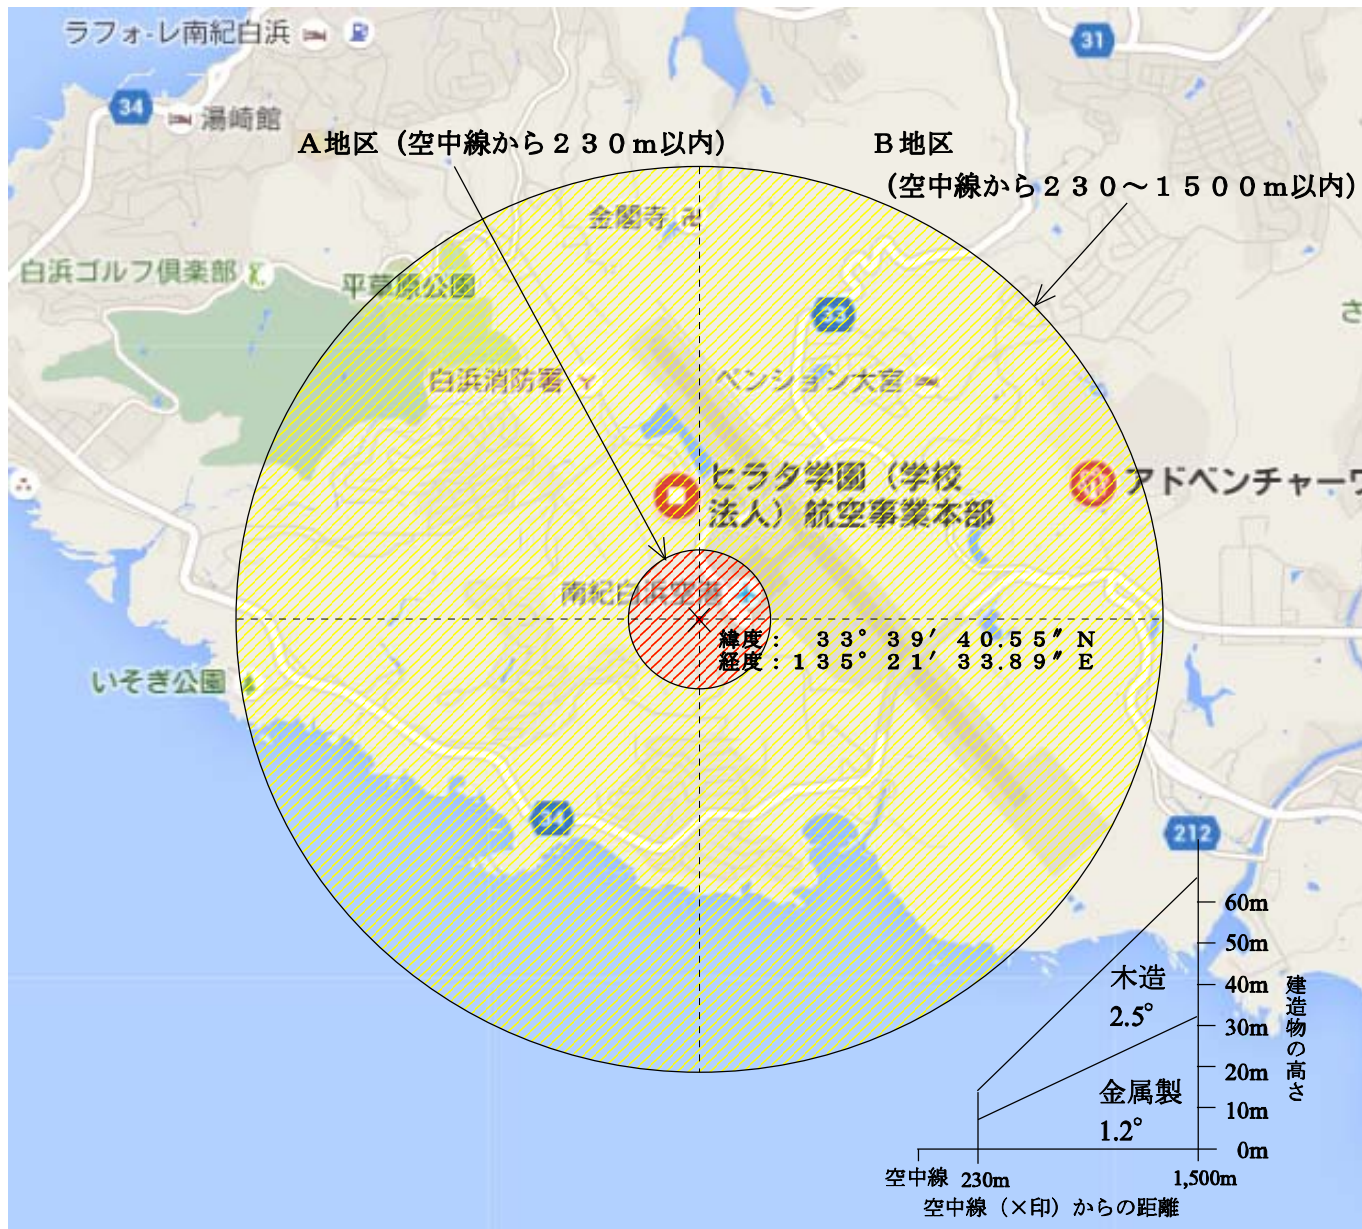 ラフォーレ南紀白浜
34
湯崎館
31
A地区（空中線から２３０ｍ以内）
B地区
（空中線から２３０～１５００ｍ以内）
金閣寺
白浜ゴルフ倶楽部
平草原公園
33
さ
白浜消防署
ペンション大宮
ヒラタ学園（学校
法人）航空事業本部
アドベンチャーワ
南紀白浜空港
緯度：　３３°３９′４０.５５″Ｎ
経度：１３５°２１′３３.８９″Ｅ
いそぎ公園
34
212
60m
50m
40m
30m
20m
10m
0m
建造物の高さ
木造
2.5°
金属製
1.2°
空中線
230m
1,500m
空中線（×印）からの距離